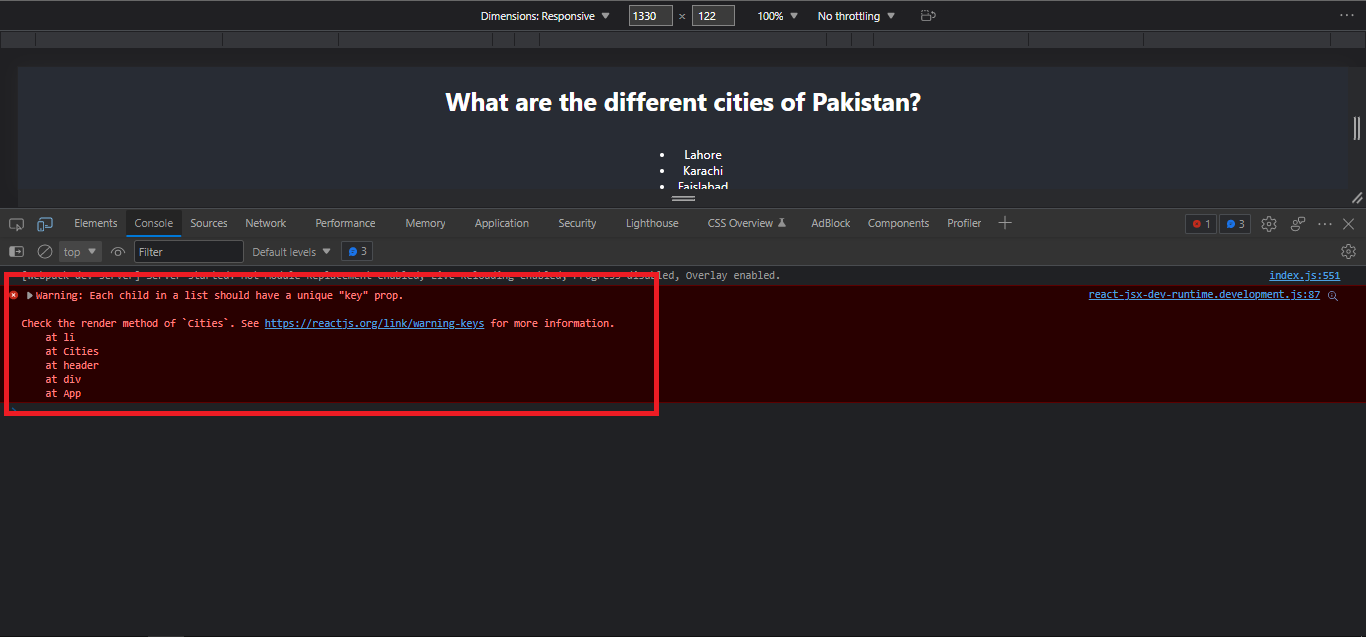 Dimensions: Responsive ▼ 1330 × 122 100% ▼ No throttling ▼
What are the different cities of Pakistan?
• Lahore
• Karachi
• Faislabad
Elements Console Sources Network Performance Memory Application Security Lighthouse CSS Overview AdBlock Components Profiler 1 3
top ▼ Filter Default levels ▼ 3
[webpack-dev-server] Server started: Hot Module Replacement enabled, Live Reloading enabled, Progress disabled, Overlay enabled. index.js:551
Warning: Each child in a list should have a unique "key" prop. react-jsx-dev-runtime.development.js:87
Check the render method of `Cities`. See https://reactjs.org/link/warning-keys for more information.
at li
at Cities
at header
at div
at App